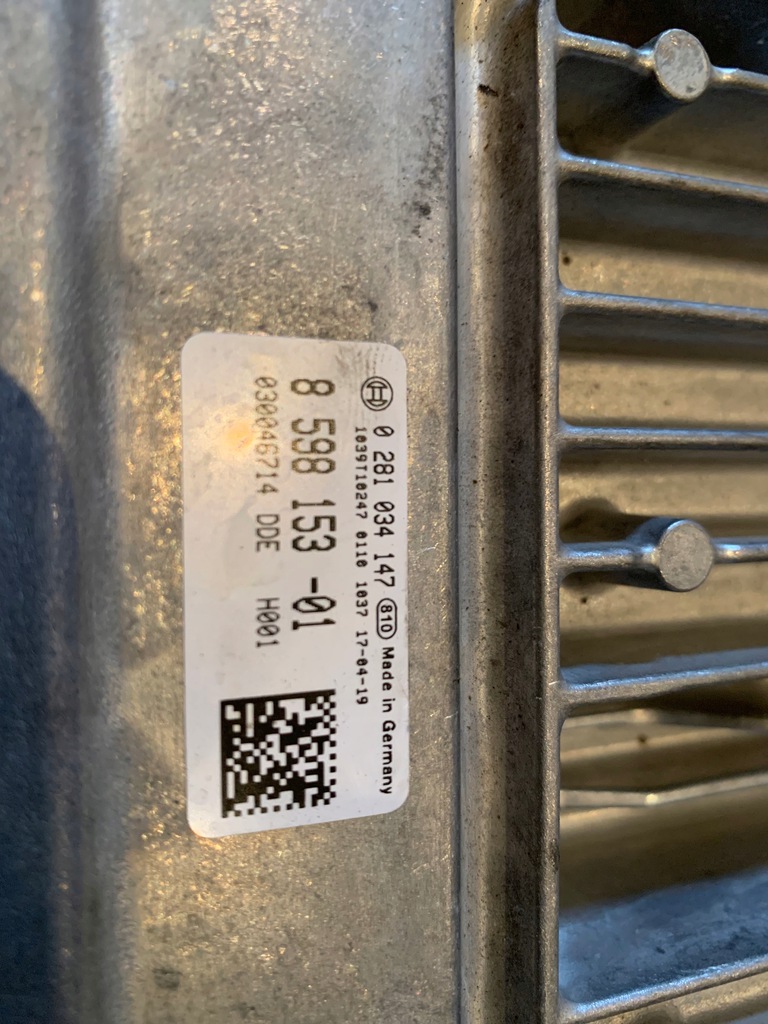 0 281 034 147 810 Made in Germany
1039T10247 0110 1037 17-04-19
8 598 153 -01
030046714 DDE H001